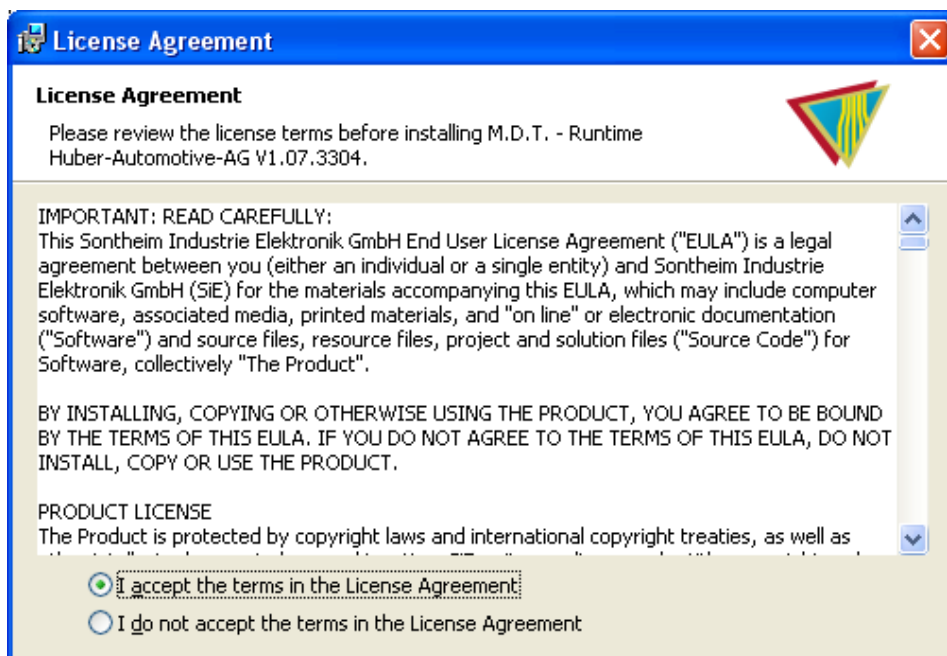 License Agreement
License Agreement
Please review the license terms before installing M.D.T. - Runtime
Huber-Automotive-AG V1.07.3304.
IMPORTANT: READ CAREFULLY:
This Sontheim Industrie Elektronik GmbH End User License Agreement ("EULA") is a legal
agreement between you (either an individual or a single entity) and Sontheim Industrie
Elektronik GmbH (SiE) for the materials accompanying this EULA, which may include computer
software, associated media, printed materials, and "on line" or electronic documentation
("Software") and source files, resource files, project and solution files ("Source Code") for
Software, collectively "The Product".
BY INSTALLING, COPYING OR OTHERWISE USING THE PRODUCT, YOU AGREE TO BE BOUND
BY THE TERMS OF THIS EULA. IF YOU DO NOT AGREE TO THE TERMS OF THIS EULA, DO NOT
INSTALL, COPY OR USE THE PRODUCT.
PRODUCT LICENSE
The Product is protected by copyright laws and international copyright treaties, as well as
I accept the terms in the License Agreement
I do not accept the terms in the License Agreement